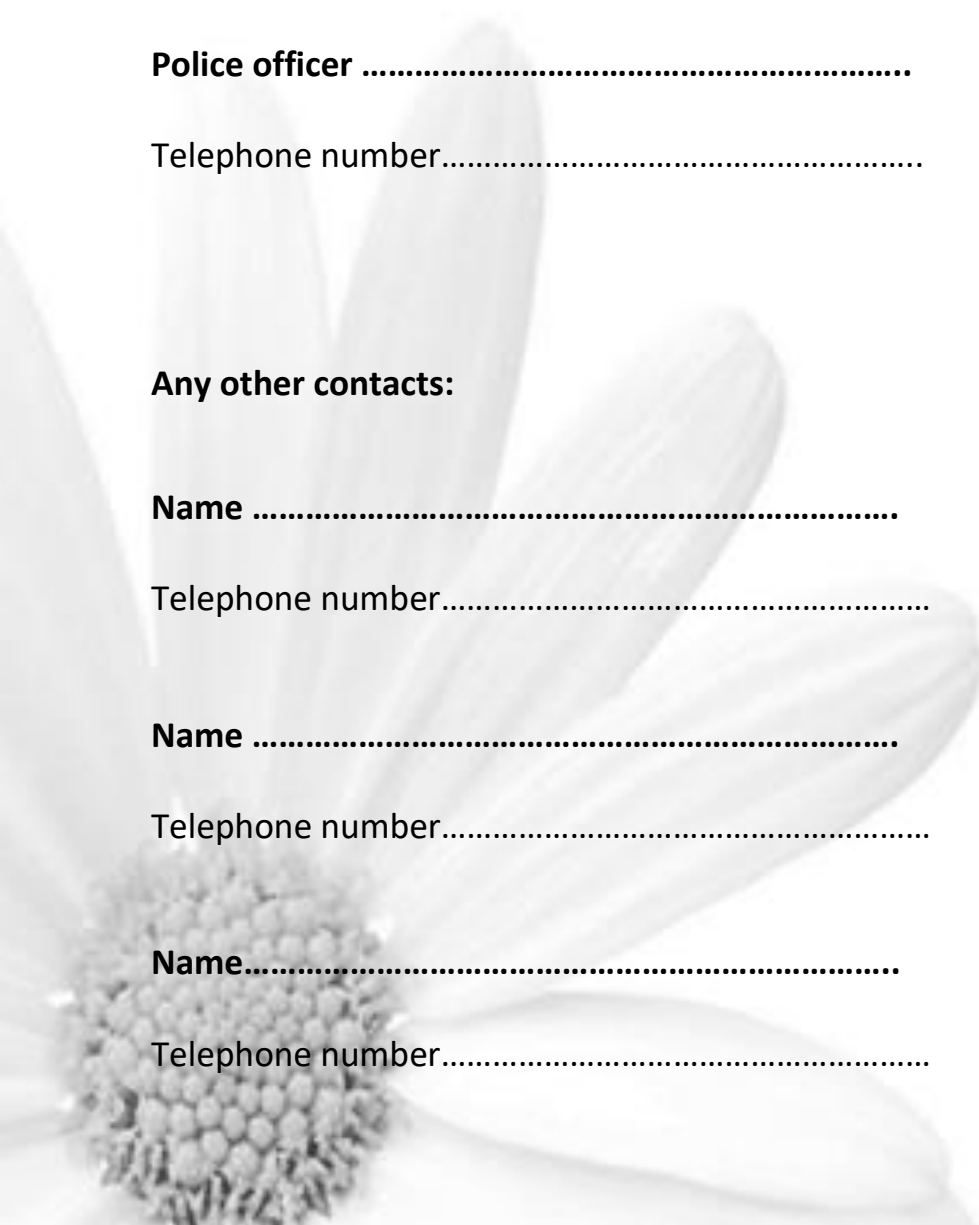 Police officer ……………………………………………………..
Telephone number………………………………………………..
Any other contacts:
Name ……………………………………………………………….
Telephone number…………………………………………………
Name ……………………………………………………………….
Telephone number…………………………………………………
Name………………………………………………………………..
Telephone number…………………………………………………